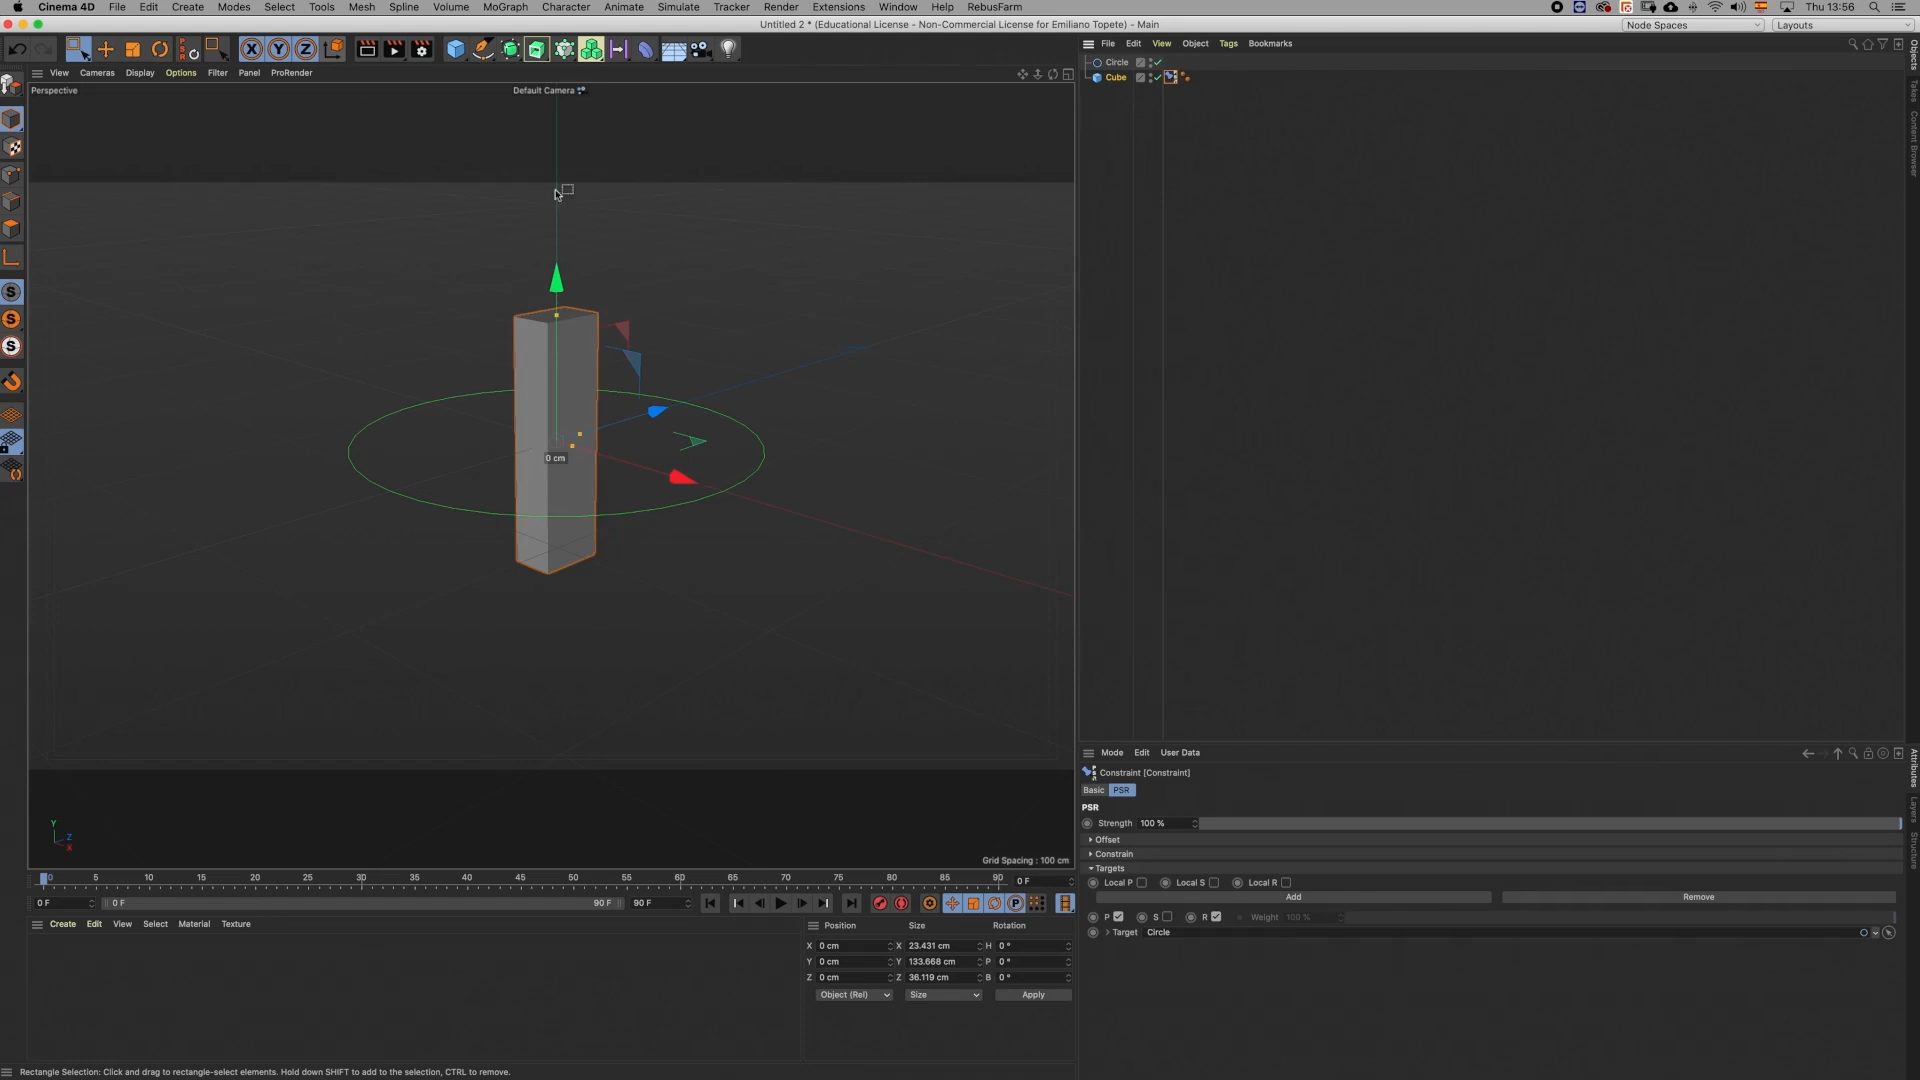 Cinema 4D File Edit Create Modes Select Tools Mesh Spline Volume MoGraph Character Animate Simulate Tracker Render Extensions Window Help RebusFarm Thu 13:56
Untitled 2 * (Educational License - Non-Commercial License for Emiliano Topete) - Main
Node Spaces Layouts
File Edit View Object Tags Bookmarks
View Cameras Display Options Filter Panel ProRender
Perspective
Default Camera
Circle
Cube
Objects
Takes
Content Browser
0 cm
Y
Z
X
Grid Spacing : 100 cm
0 5 10 15 20 25 30 35 40 45 50 55 60 65 70 75 80 85 90 0 F
0 F 0 F 90 F 90 F
Create Edit View Select Material Texture
Position Size Rotation
X 0 cm X 23.431 cm H 0 °
Y 0 cm Y 133.668 cm P 0 °
Z 0 cm Z 36.119 cm B 0 °
Object (Rel) Size Apply
Mode Edit User Data
Constraint [Constraint]
Basic PSR
PSR
Strength 100 %
Offset
Constrain
Targets
Local P Local S Local R
Add Remove
P S R Weight 100 %
Target Circle
Attributes
Layers
Structure
Rectangle Selection: Click and drag to rectangle-select elements. Hold down SHIFT to add to the selection, CTRL to remove.